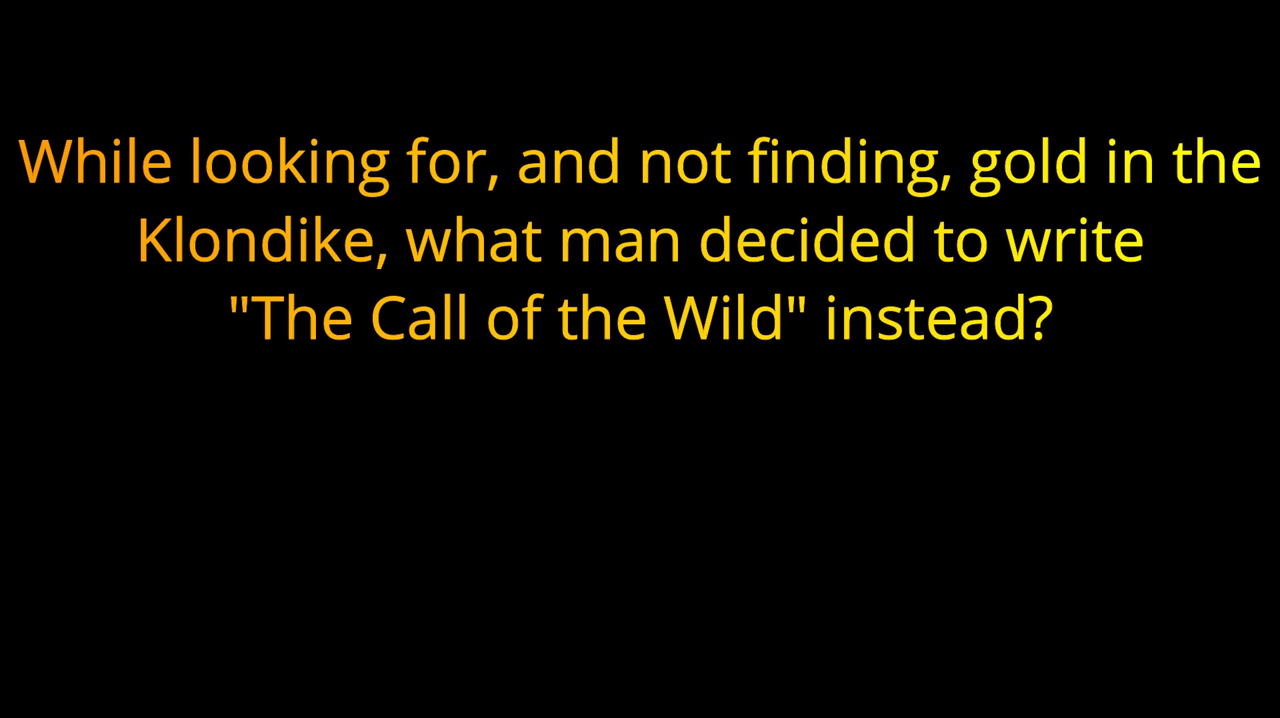 While looking for, and not finding, gold in the
Klondike, what man decided to write
"The Call of the Wild" instead?